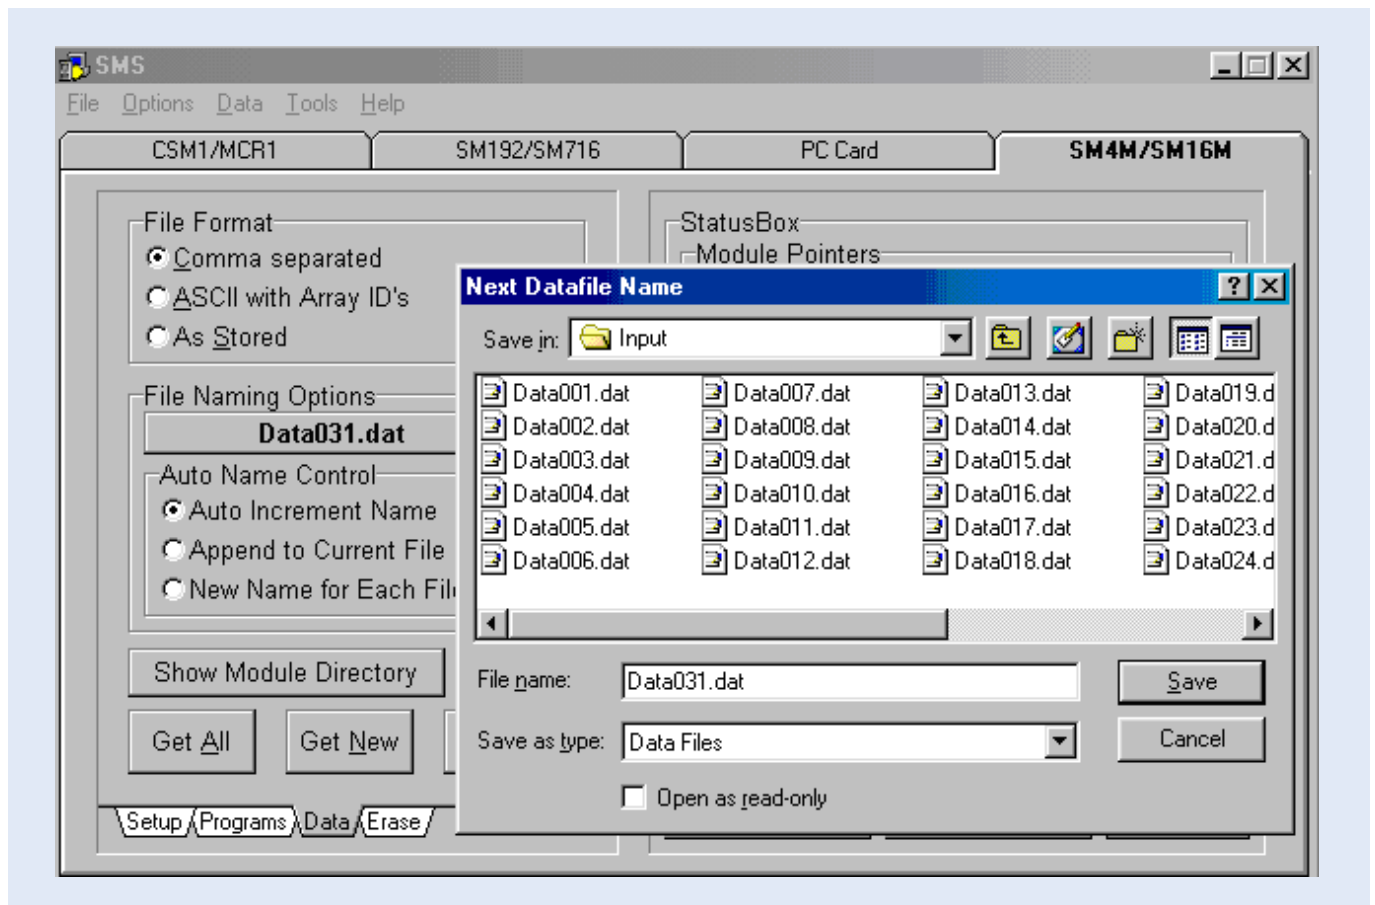 SMS
File Options Data Tools Help
CSM1/MCR1 SM192/SM716 PC Card SM4M/SM16M
File Format
Comma separated
ASCII with Array ID's
As Stored
File Naming Options
Data031.dat
Auto Name Control
Auto Increment Name
Append to Current File
New Name for Each File
Show Module Directory
Get All Get New
Setup Programs Data Erase
StatusBox
Module Pointers
Next Datafile Name
Save in: Input
Data001.dat Data007.dat Data013.dat Data019.d
Data002.dat Data008.dat Data014.dat Data020.d
Data003.dat Data009.dat Data015.dat Data021.d
Data004.dat Data010.dat Data016.dat Data022.d
Data005.dat Data011.dat Data017.dat Data023.d
Data006.dat Data012.dat Data018.dat Data024.d
File name: Data031.dat Save
Save as type: Data Files Cancel
Open as read-only